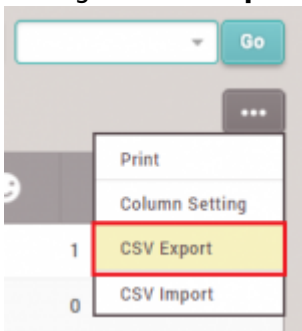 Go
...
Print
Column Setting
CSV Export
1
CSV Import
0